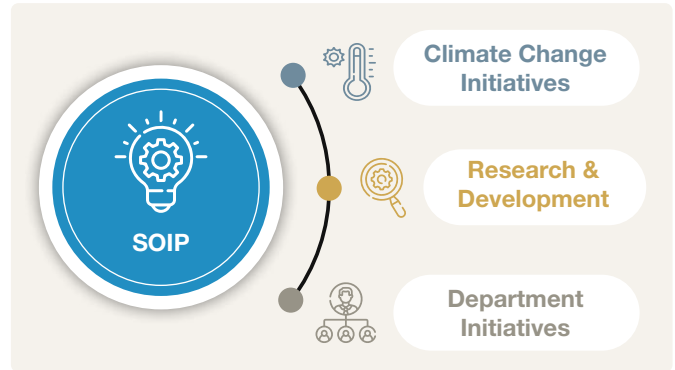 SOIP
Climate Change
Initiatives
Research &
Development
Department
Initiatives